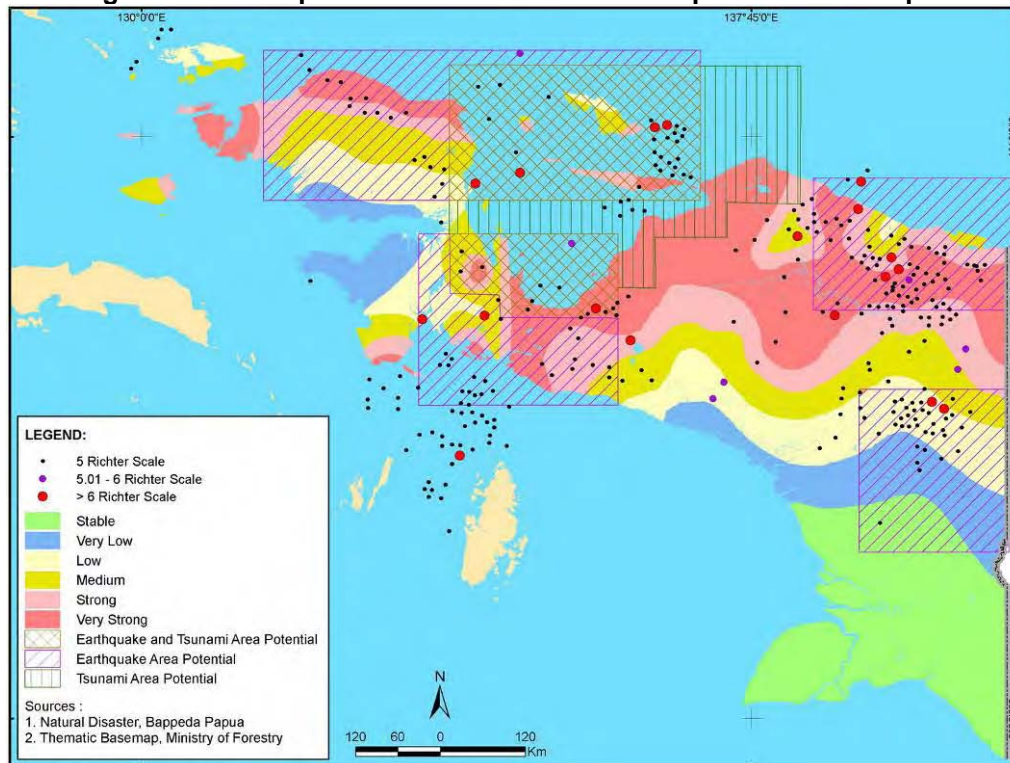 130°0'0"E
137°45'0"E
LEGEND:
5 Richter Scale
5.01 - 6 Richter Scale
> 6 Richter Scale
Stable
Very Low
Low
Medium
Strong
Very Strong
Earthquake and Tsunami Area Potential
Earthquake Area Potential
Tsunami Area Potential
Sources :
1. Natural Disaster, Bappeda Papua
2. Thematic Basemap, Ministry of Forestry
N
120 60 0 120
Km